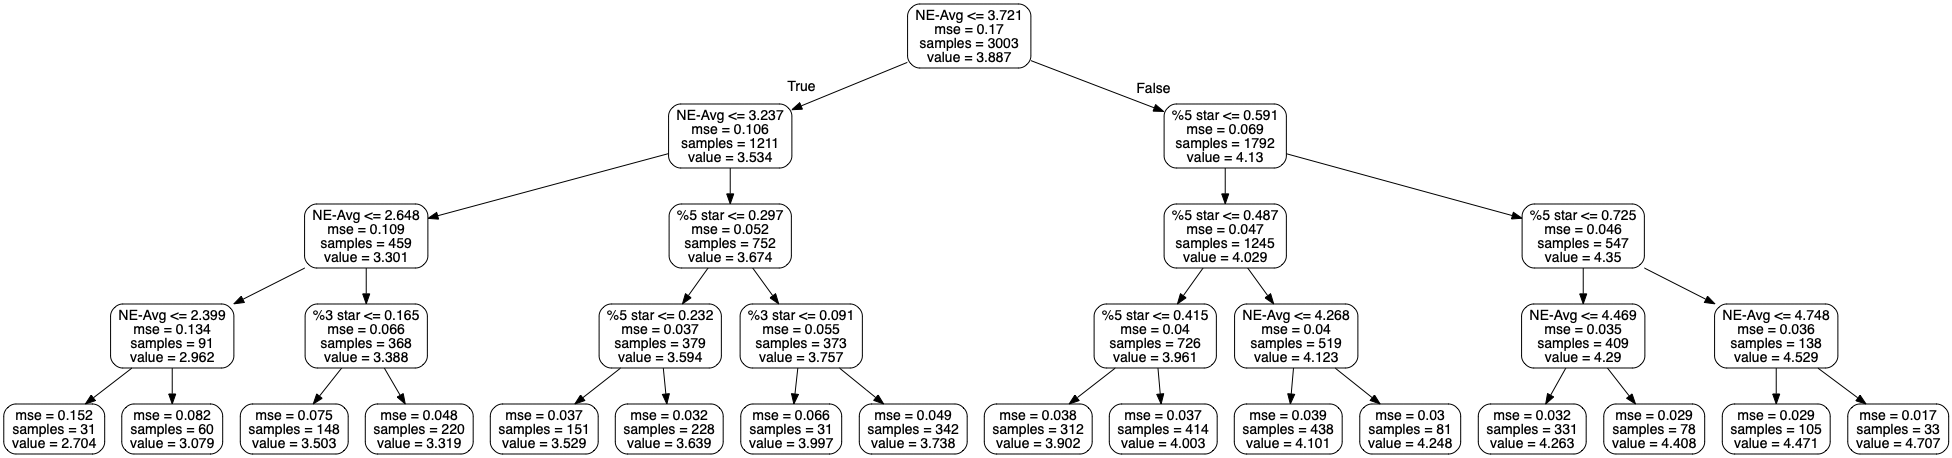 NE-Avg <= 3.721
mse = 0.17
samples = 3003
value = 3.887
True
False
NE-Avg <= 3.237
mse = 0.106
samples = 1211
value = 3.534
%5 star <= 0.591
mse = 0.069
samples = 1792
value = 4.13
NE-Avg <= 2.648
mse = 0.109
samples = 459
value = 3.301
%5 star <= 0.297
mse = 0.052
samples = 752
value = 3.674
%5 star <= 0.487
mse = 0.047
samples = 1245
value = 4.029
%5 star <= 0.725
mse = 0.046
samples = 547
value = 4.35
NE-Avg <= 2.399
mse = 0.134
samples = 91
value = 2.962
%3 star <= 0.165
mse = 0.066
samples = 368
value = 3.388
%5 star <= 0.232
mse = 0.037
samples = 379
value = 3.594
%3 star <= 0.091
mse = 0.055
samples = 373
value = 3.757
%5 star <= 0.415
mse = 0.04
samples = 726
value = 3.961
NE-Avg <= 4.268
mse = 0.04
samples = 519
value = 4.123
NE-Avg <= 4.469
mse = 0.035
samples = 409
value = 4.29
NE-Avg <= 4.748
mse = 0.036
samples = 138
value = 4.529
mse = 0.152
samples = 31
value = 2.704
mse = 0.082
samples = 60
value = 3.079
mse = 0.075
samples = 148
value = 3.503
mse = 0.048
samples = 220
value = 3.319
mse = 0.037
samples = 151
value = 3.529
mse = 0.032
samples = 228
value = 3.639
mse = 0.066
samples = 31
value = 3.997
mse = 0.049
samples = 342
value = 3.738
mse = 0.038
samples = 312
value = 3.902
mse = 0.037
samples = 414
value = 4.003
mse = 0.039
samples = 438
value = 4.101
mse = 0.03
samples = 81
value = 4.248
mse = 0.032
samples = 331
value = 4.263
mse = 0.029
samples = 78
value = 4.408
mse = 0.029
samples = 105
value = 4.471
mse = 0.017
samples = 33
value = 4.707